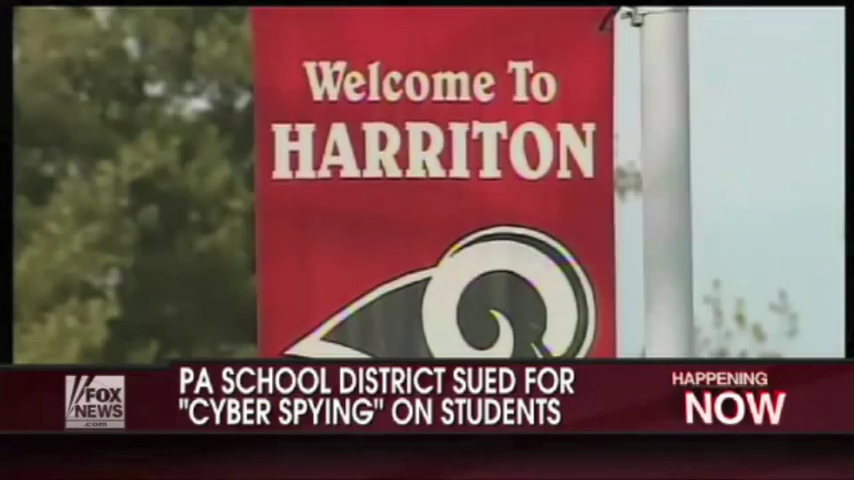 Welcome To
HARRITON
PA SCHOOL DISTRICT SUED FOR
"CYBER SPYING" ON STUDENTS
HAPPENING
NOW
FOX
NEWS
.com